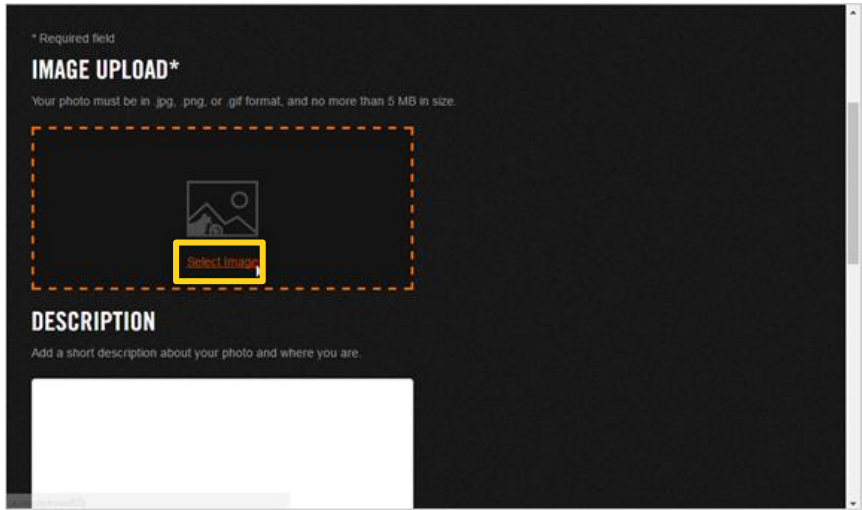 * Required field
IMAGE UPLOAD*
Your photo must be in .jpg, .png, or .gif format, and no more than 5 MB in size.
Select Image
DESCRIPTION
Add a short description about your photo and where you are.